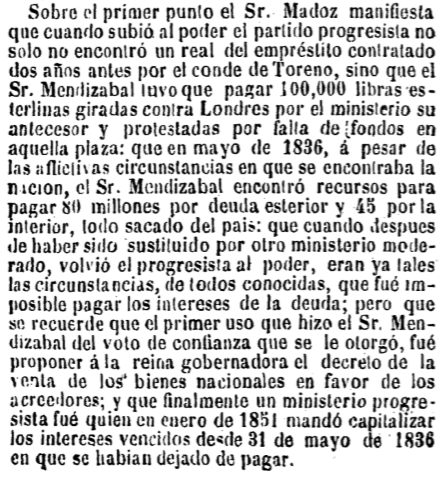 Sobre el primer punto el Sr. Madoz manifiesta
que cuando subió al poder el partido progresista no
solo no encontró un real del empréstito contratado
dos años antes por el conde de Toreno, sino que el
Sr. Mendizabal tuvo que pagar 100,000 libras es-
terlinas giradas contra Londres por el ministerio su
antecesor y protestadas por falta de fondos en
aquella plaza: que en mayo de 1836, á pesar de
las aflictivas circunstancias en que se encontraba la
nacion, el Sr. Mendizabal encontró recursos para
pagar 80 millones por deuda esterior y 45 por la
interior, todo sacado del pais: que cuando despues
de haber sido sustituido por otro ministerio mode-
rado, volvió el progresista al poder, eran ya tales
las circunstancias, de todos conocidas, que fué im-
posible pagar los intereses de la deuda; pero que
se recuerde que el primer uso que hizo el Sr. Men-
dizabal del voto de confianza que se le otorgó, fué
proponer á la reina gobernadora el decreto de la
venta de los bienes nacionales en favor de los
acreedores; y que finalmente un ministerio progre-
sista fué quien en enero de 1851 mandó capitalizar
los intereses vencidos desde 31 de mayo de 1836
en que se habian dejado de pagar.